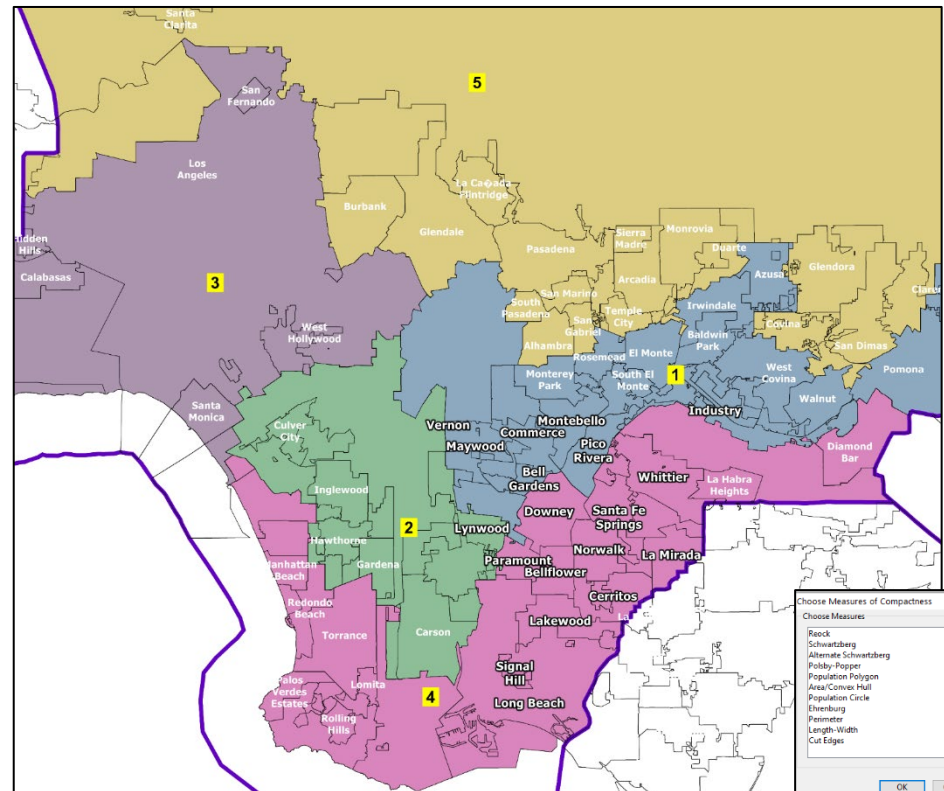 Santa
Clarita
5
San
Fernando
Los
Angeles
La Ca�ada
Flintridge
Burbank
Glendale
Sierra
Madre
Monrovia
Pasadena
Duarte
Hidden
Hills
Calabasas
3
Arcadia
Azusa
Glendora
San Marino
South
Pasadena
Temple
City
Irwindale
San
Gabriel
Covina
West
Hollywood
Alhambra
Rosemead
El Monte
Baldwin
Park
San Dimas
Monterey
Park
South El
Monte
1
West
Covina
Pomona
Walnut
Santa
Monica
Industry
Culver
City
Vernon
Montebello
Commerce
Maywood
Pico
Rivera
Diamond
Bar
Bell
Gardens
Whittier
La Habra
Heights
Inglewood
Downey
Santa Fe
Springs
2
Lynwood
Hawthorne
Gardena
Norwalk
La Mirada
Manhattan
Beach
Paramount
Bellflower
Cerritos
Redondo
Beach
Torrance
Carson
Lakewood
Signal
Hill
Palos
Verdes
Estates
Lomita
4
Long Beach
Rolling
Hills
Choose Measures of Compactness
Choose Measures
Reock
Schwartzberg
Alternate Schwartzberg
Polsby-Popper
Population Polygon
Area/Convex Hull
Population Circle
Ehrenburg
Perimeter
Length-Width
Cut Edges
OK